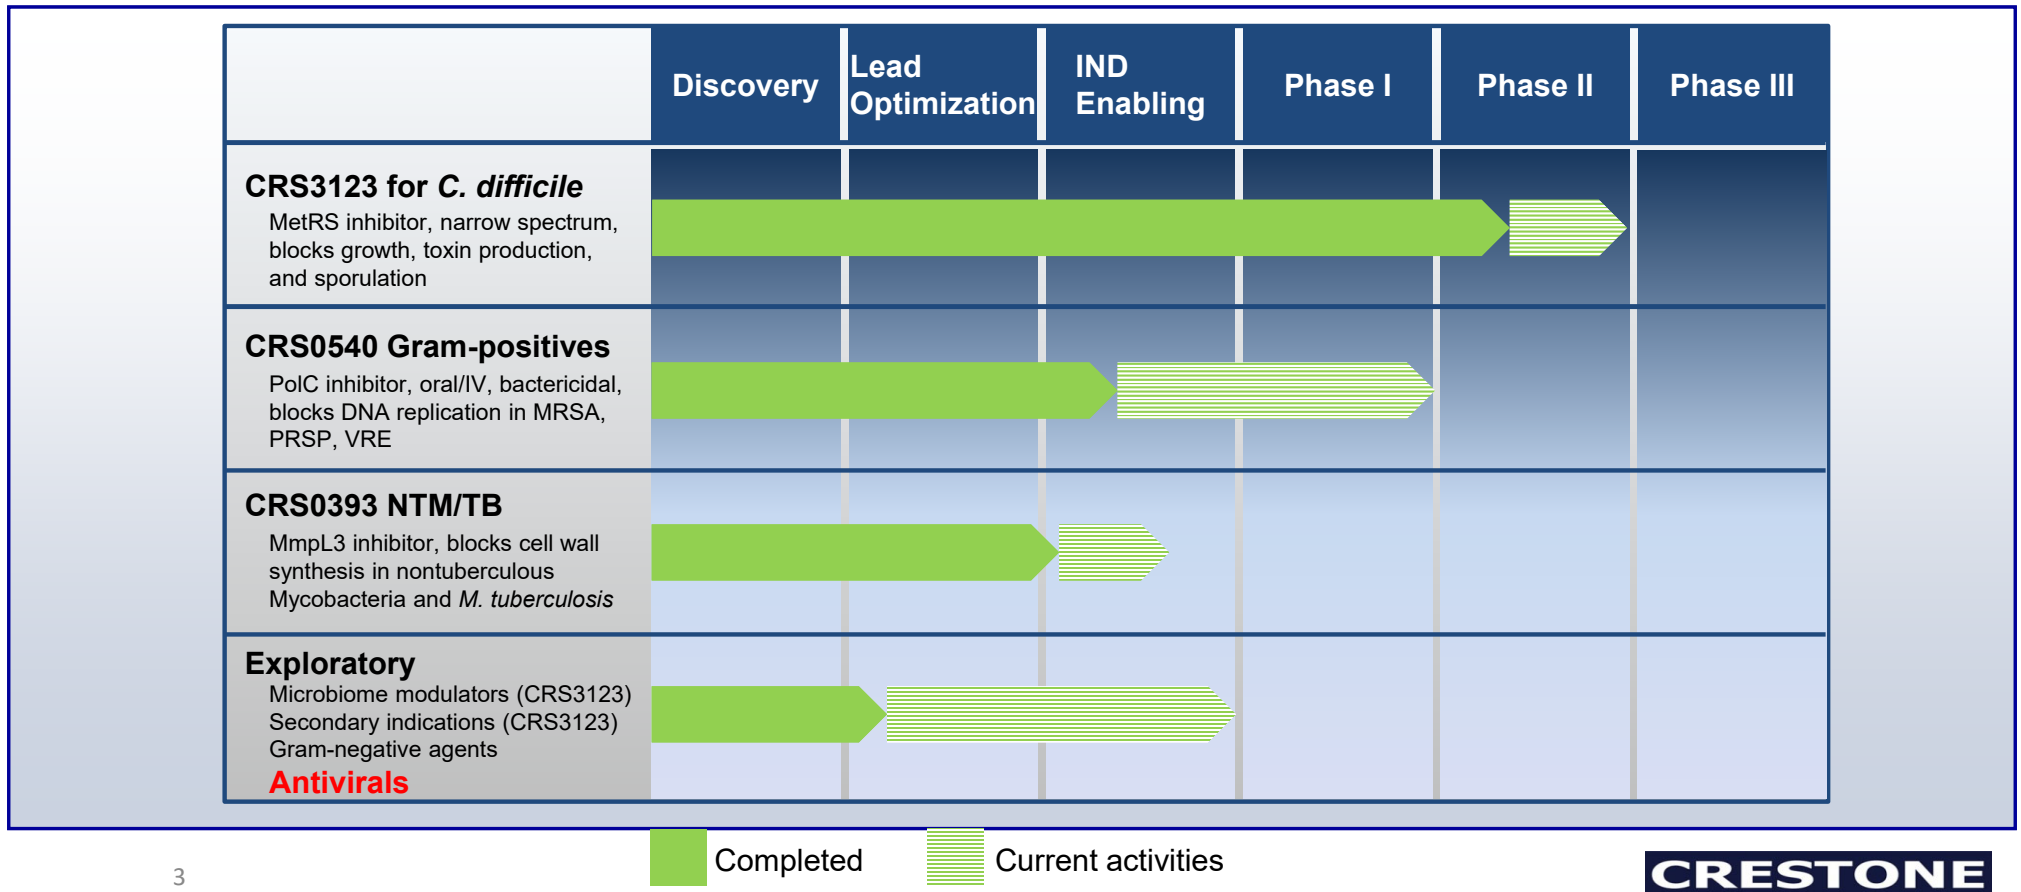 Discovery
Lead
Optimization
IND
Enabling
Phase I
Phase II
Phase III
CRS3123 for C. difficile
MetRS inhibitor, narrow spectrum,
blocks growth, toxin production,
and sporulation
CRS0540 Gram-positives
PolC inhibitor, oral/IV, bactericidal,
blocks DNA replication in MRSA,
PRSP, VRE
CRS0393 NTM/TB
MmpL3 inhibitor, blocks cell wall
synthesis in nontuberculous
Mycobacteria and M. tuberculosis
Exploratory
Microbiome modulators (CRS3123)
Secondary indications (CRS3123)
Gram-negative agents
Antivirals
Completed
Current activities
3
CRESTONE